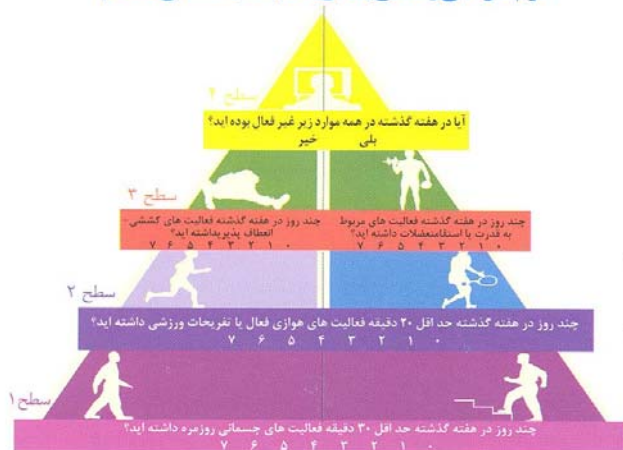 سطح ۴
آیا در هفته گذشته در همه موارد زیر غیر فعال بوده اید؟
بلی خیر
سطح ۳
چند روز در هفته گذشته فعالیت های مربوط
به قدرت یا استقامتعضلات داشته اید؟
۰ ۱ ۲ ۳ ۴ ۵ ۶ ۷
چند روز در هفته گذشته فعالیت های کششی-
انعطاف پذیریداشته اید؟
۰ ۱ ۲ ۳ ۴ ۵ ۶ ۷
سطح ۲
چند روز در هفته گذشته حد اقل ۲۰ دقیقه فعالیت های هوازی فعال یا تفریحات ورزشی داشته اید؟
۰ ۱ ۲ ۳ ۴ ۵ ۶ ۷
سطح ۱
چند روز در هفته گذشته حد اقل ۳۰ دقیقه فعالیت های جسمانی روزمره داشته اید؟
۰ ۱ ۲ ۳ ۴ ۵ ۶ ۷